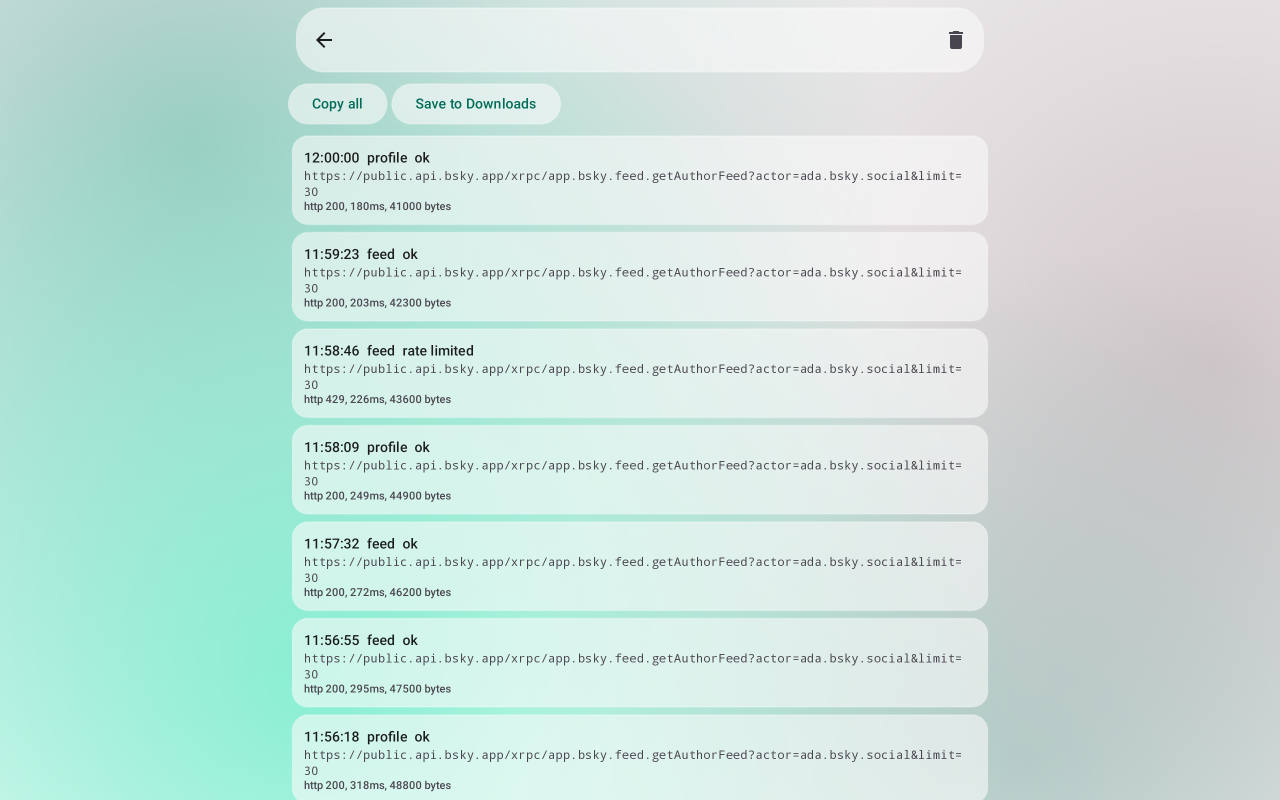 Copy all
Save to Downloads
12:00:00 profile ok
https://public.api.bsky.app/xrpc/app.bsky.feed.getAuthorFeed?actor=ada.bsky.social&limit=
30
http 200, 180ms, 41000 bytes
11:59:23 feed ok
https://public.api.bsky.app/xrpc/app.bsky.feed.getAuthorFeed?actor=ada.bsky.social&limit=
30
http 200, 203ms, 42300 bytes
11:58:46 feed rate limited
https://public.api.bsky.app/xrpc/app.bsky.feed.getAuthorFeed?actor=ada.bsky.social&limit=
30
http 429, 226ms, 43600 bytes
11:58:09 profile ok
https://public.api.bsky.app/xrpc/app.bsky.feed.getAuthorFeed?actor=ada.bsky.social&limit=
30
http 200, 249ms, 44900 bytes
11:57:32 feed ok
https://public.api.bsky.app/xrpc/app.bsky.feed.getAuthorFeed?actor=ada.bsky.social&limit=
30
http 200, 272ms, 46200 bytes
11:56:55 feed ok
https://public.api.bsky.app/xrpc/app.bsky.feed.getAuthorFeed?actor=ada.bsky.social&limit=
30
http 200, 295ms, 47500 bytes
11:56:18 profile ok
https://public.api.bsky.app/xrpc/app.bsky.feed.getAuthorFeed?actor=ada.bsky.social&limit=
30
http 200, 318ms, 48800 bytes